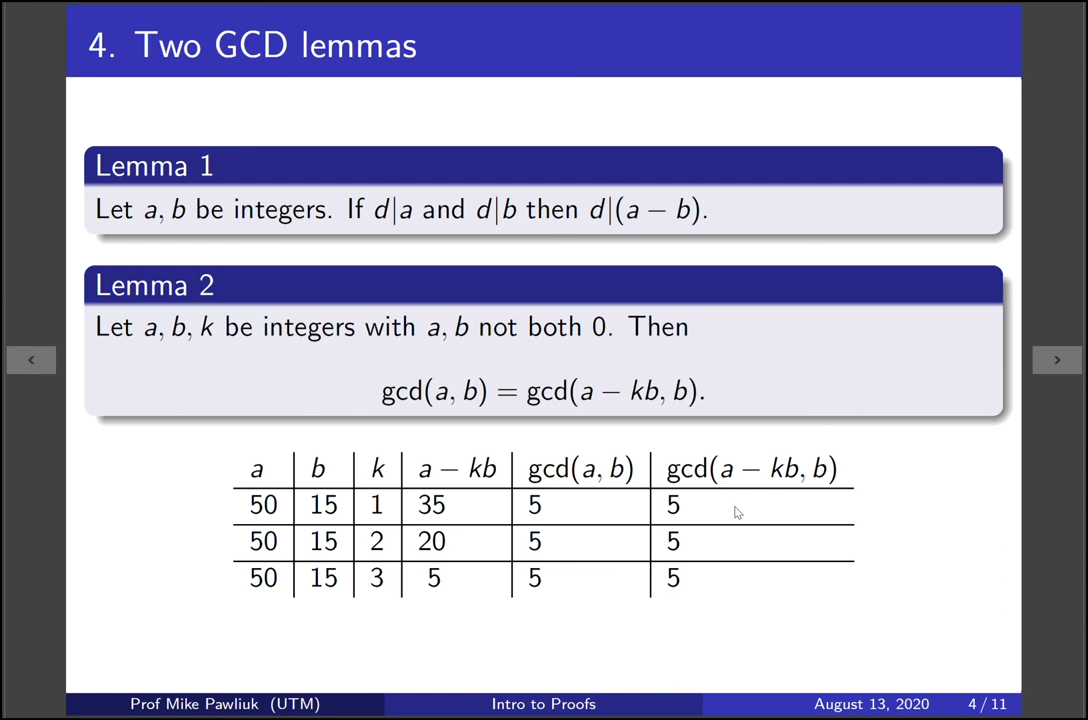 4. Two GCD lemmas
Lemma 1
Let a, b be integers. If d|a and d|b then d|(a − b).
Lemma 2
Let a, b, k be integers with a, b not both 0. Then
gcd(a, b) = gcd(a − kb, b).
a b k a − kb gcd(a, b) gcd(a − kb, b)
50 15 1 35 5 5
50 15 2 20 5 5
50 15 3 5 5 5
Prof Mike Pawliuk (UTM) Intro to Proofs August 13, 2020 4 / 11